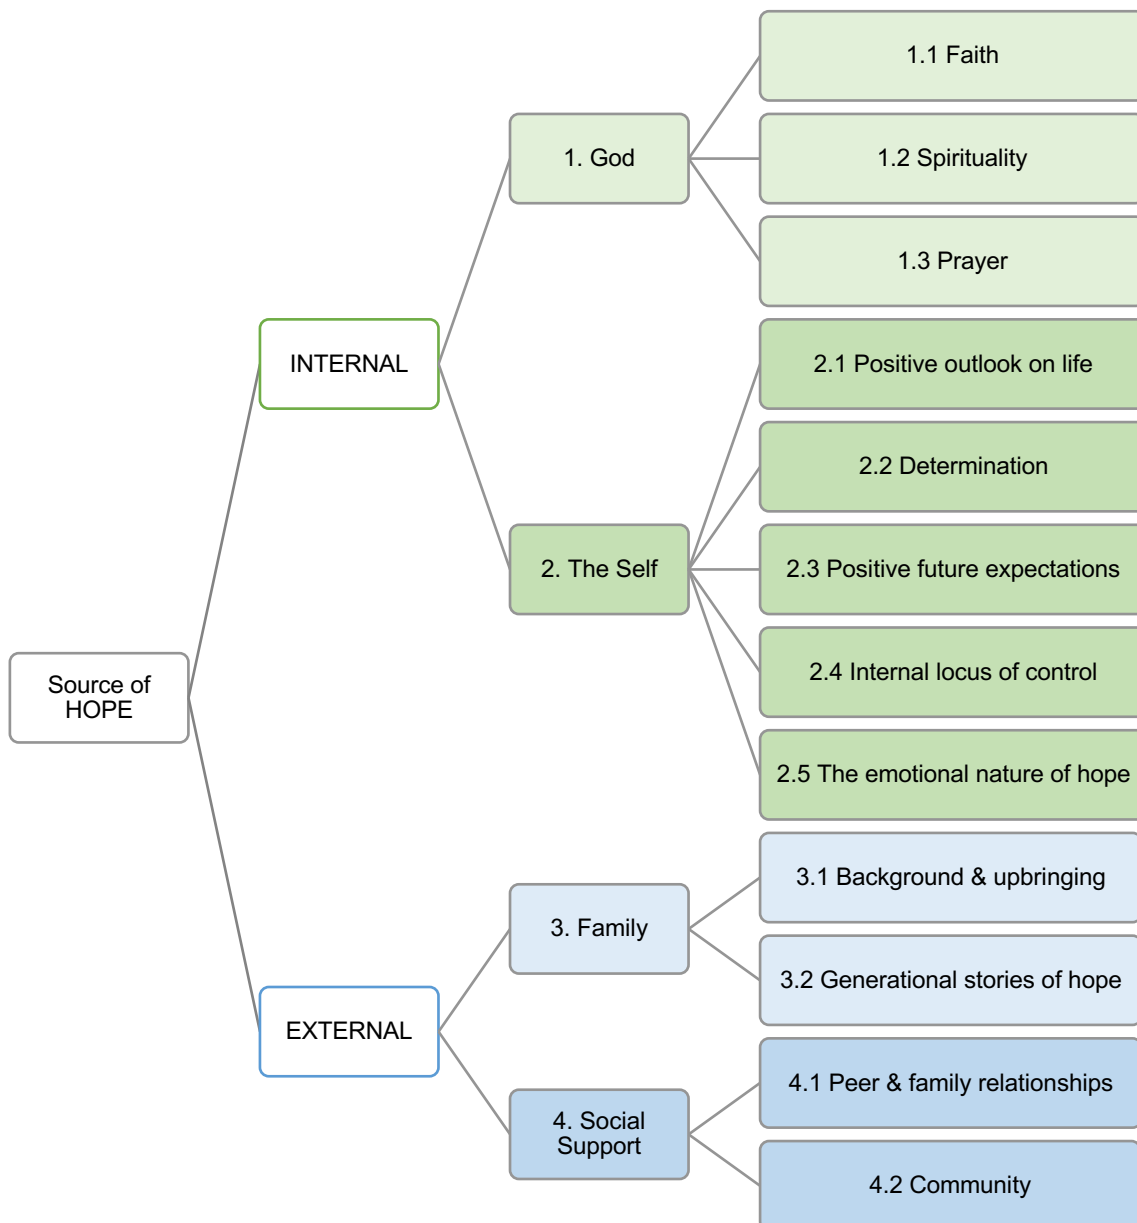 Source of
HOPE
INTERNAL
1. God
1.1 Faith
1.2 Spirituality
1.3 Prayer
2. The Self
2.1 Positive outlook on life
2.2 Determination
2.3 Positive future expectations
2.4 Internal locus of control
2.5 The emotional nature of hope
EXTERNAL
3. Family
3.1 Background & upbringing
3.2 Generational stories of hope
4. Social
Support
4.1 Peer & family relationships
4.2 Community